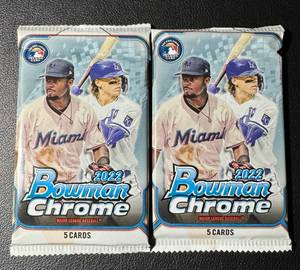 Miami
2022
Bowman
Chrome
MAJOR LEAGUE BASEBALL
5 CARDS
Miami
2022
Bowman
Chrome
MAJOR LEAGUE BASEBALL
5 CARDS